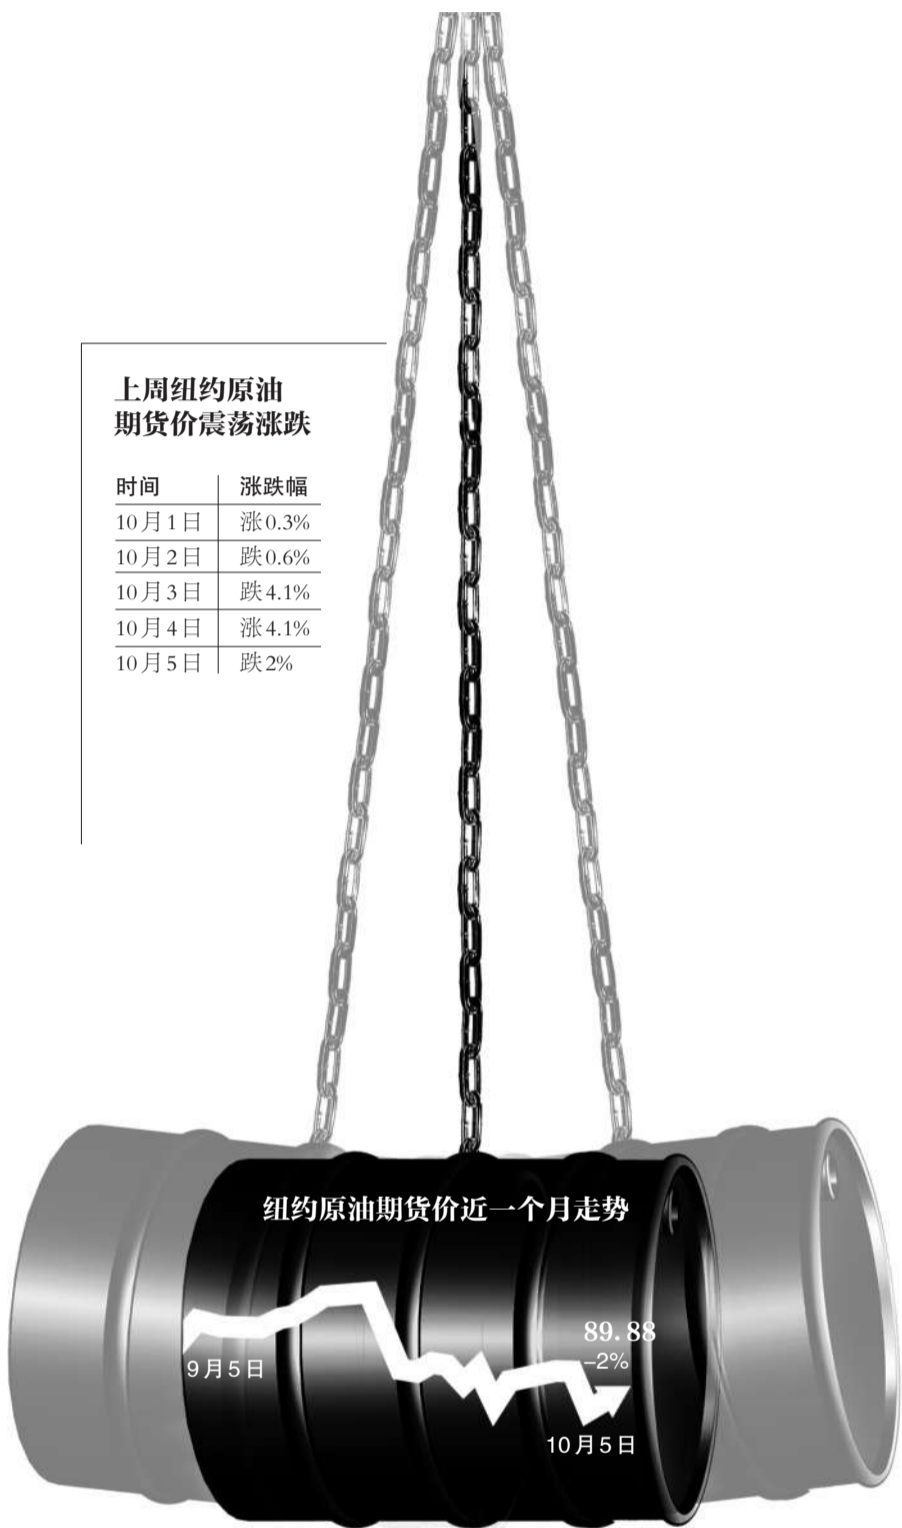 上周纽约原油
期货价震荡涨跌
时间 涨跌幅
10月1日 涨0.3%
10月2日 跌0.6%
10月3日 跌4.1%
10月4日 涨4.1%
10月5日 跌2%
纽约原油期货价近一个月走势
89.88
-2%
9月5日
10月5日